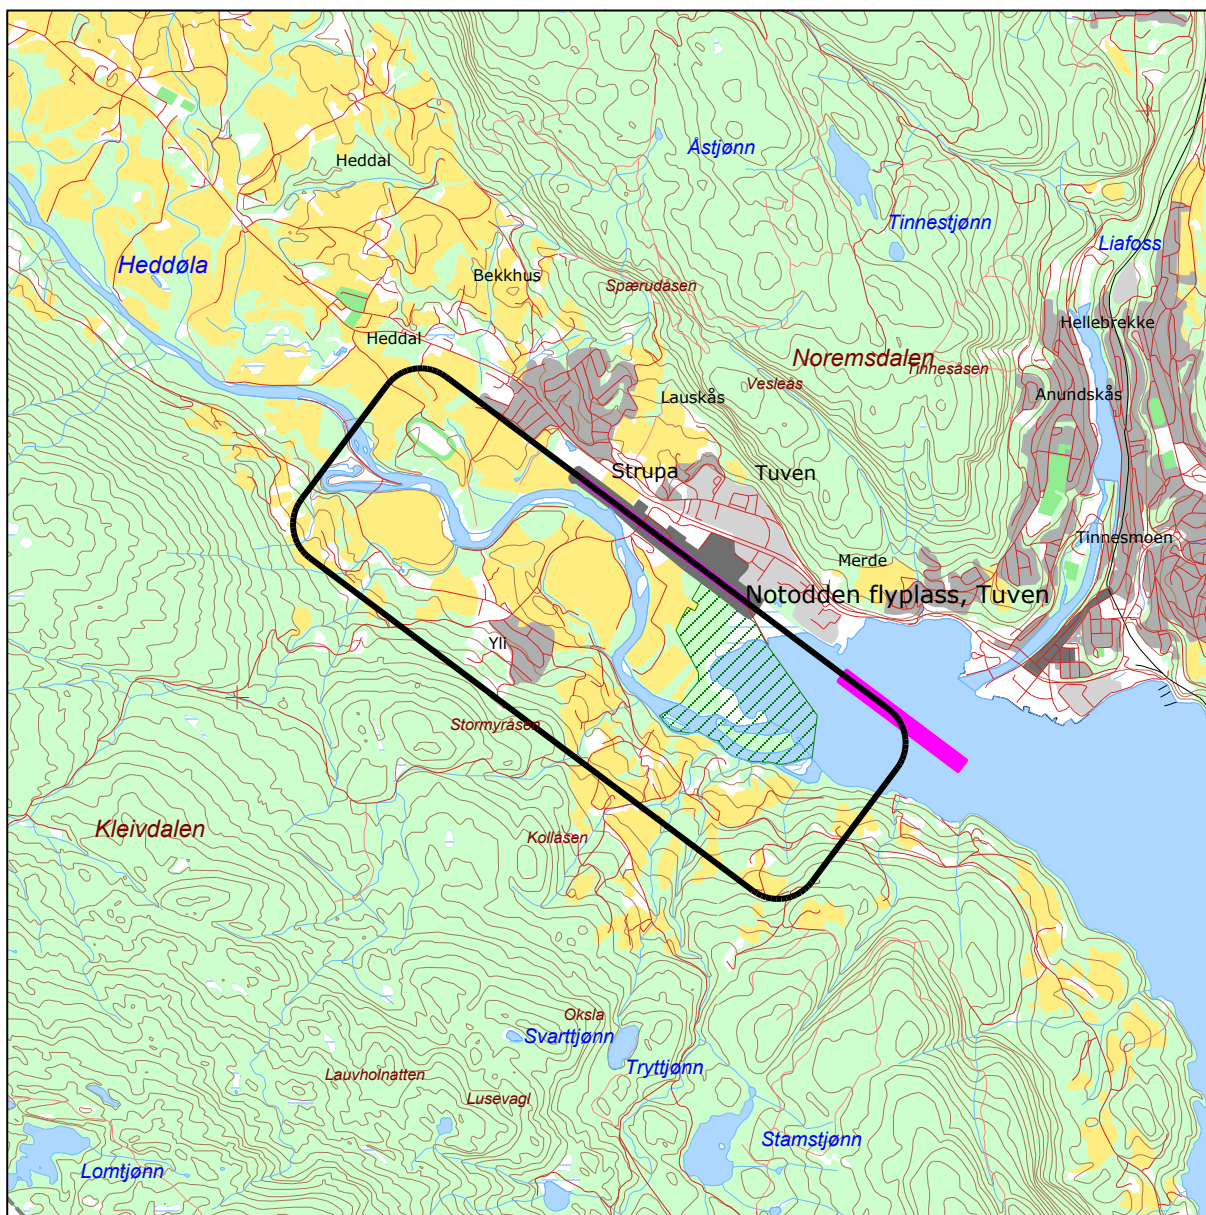 Åstjønn
Heddal
Tinnestjønn
Liafoss
Heddøla
Bekkhus
Spærudåsen
Hellebrekke
Heddal
Noremsdalen
Tinnesåsen
Vesleås
Anundskås
Lauskås
Strupa
Tuven
Tinnesmoen
Merde
Notodden flyplass, Tuven
Yli
Stormyråsen
Kleivdalen
Kollåsen
Oksla
Svarttjønn
Tryttjønn
Lauvholnatten
Lusevagl
Stamstjønn
Lomtjønn